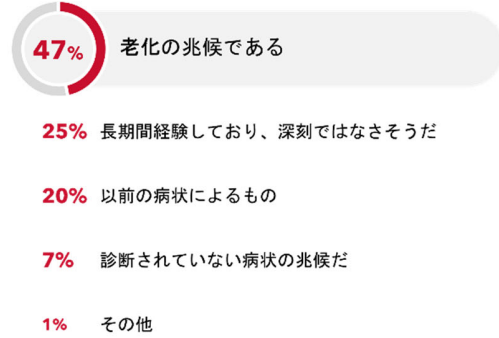 47% 老化の兆候である
25% 長期間経験しており、深刻ではなさそうだ
20% 以前の病状によるもの
7% 診断されていない病状の兆候だ
1% その他